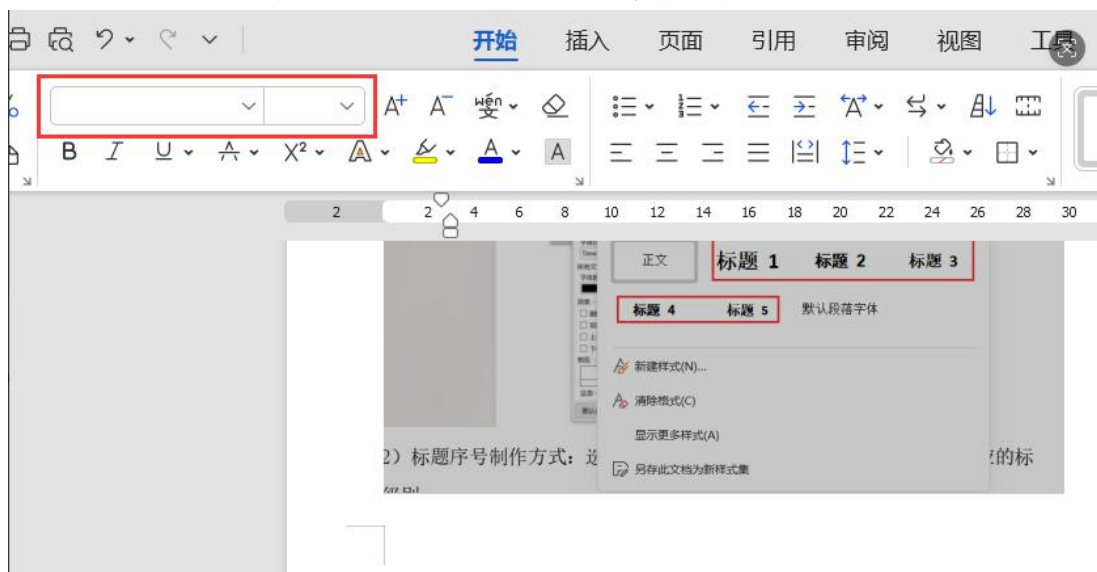 开始 插入 页面 引用 审阅 视图 工具
A+ A- wén 变
B I U A X² A A A
2 2 4 6 8 10 12 14 16 18 20 22 24 26 28 30
正文 标题 1 标题 2 标题 3
标题 4 标题 5 默认段落字体
新建样式(N)...
清除格式(C)
显示更多样式(A)
2）标题序号制作方式：选
的标
另存此文档为新样式集